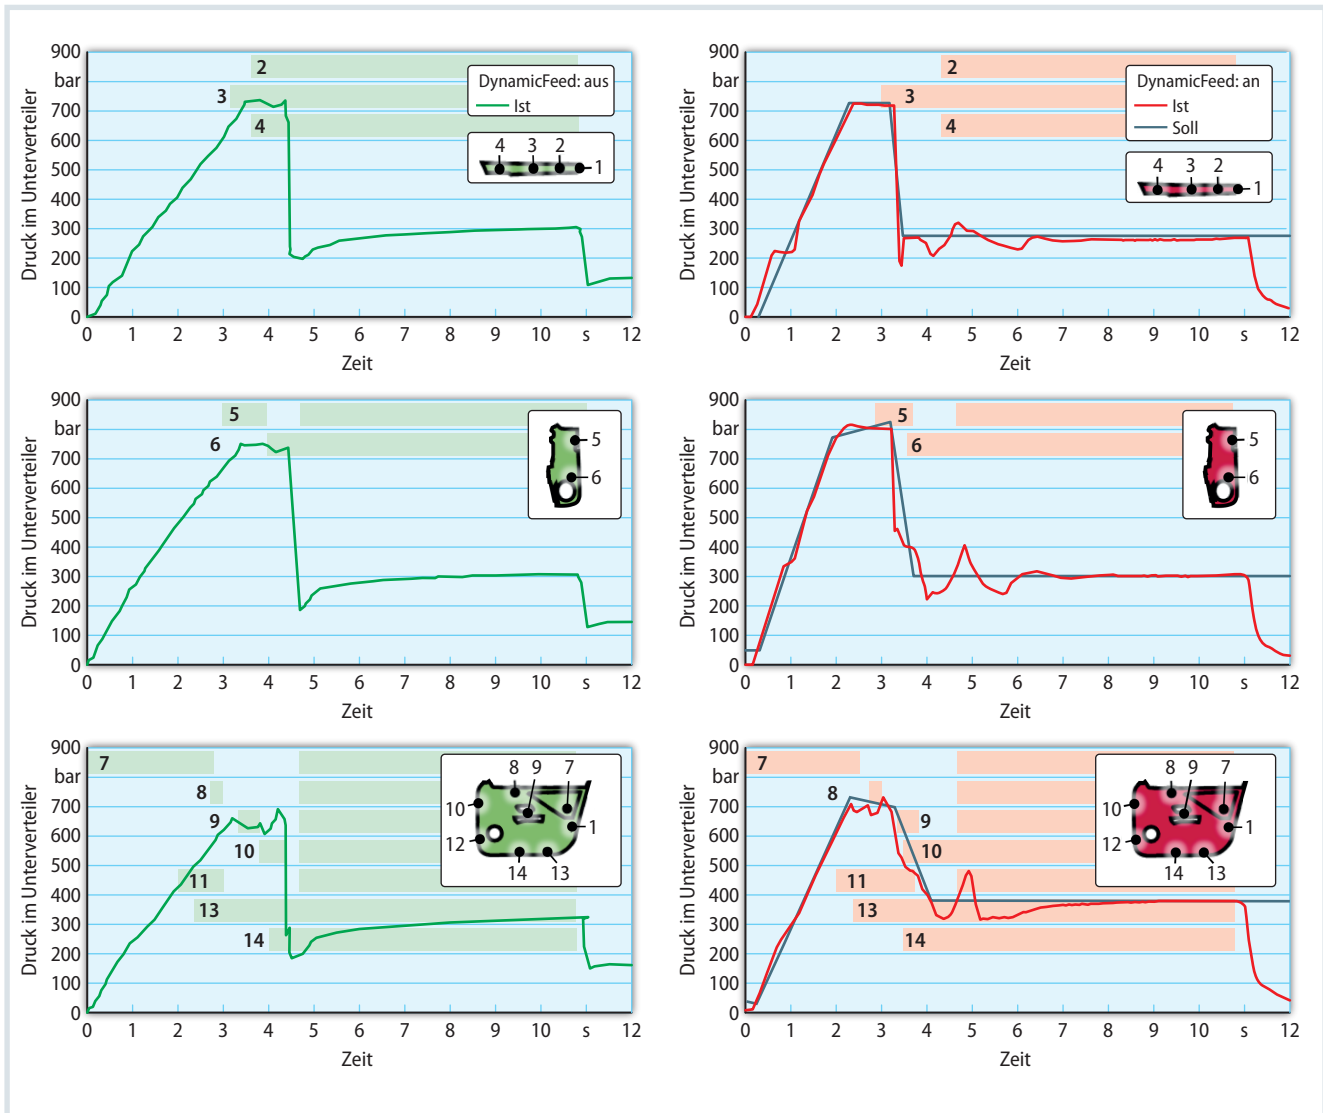 900
bar
700
600
500
400
300
200
100
0
Druck im Unterverteiler
2
3
4
DynamicFeed: aus
Ist
4 3 2
1
0 1 2 3 4 5 6 7 8 9 10 s 12
Zeit
900
bar
700
600
500
400
300
200
100
0
Druck im Unterverteiler
2
3
4
DynamicFeed: an
Ist
Soll
4 3 2
1
0 1 2 3 4 5 6 7 8 9 10 s 12
Zeit
900
bar
700
600
500
400
300
200
100
0
Druck im Unterverteiler
5
6
5
6
0 1 2 3 4 5 6 7 8 9 10 s 12
Zeit
900
bar
700
600
500
400
300
200
100
0
Druck im Unterverteiler
5
6
5
6
0 1 2 3 4 5 6 7 8 9 10 s 12
Zeit
900
bar
700
600
500
400
300
200
100
0
Druck im Unterverteiler
7
8
9
10
11
13
14
8 9 7
10
1
12
14 13
0 1 2 3 4 5 6 7 8 9 10 s 12
Zeit
900
bar
700
600
500
400
300
200
100
0
Druck im Unterverteiler
7
8
9
10
11
13
14
8 9 7
10
1
12
14 13
0 1 2 3 4 5 6 7 8 9 10 s 12
Zeit